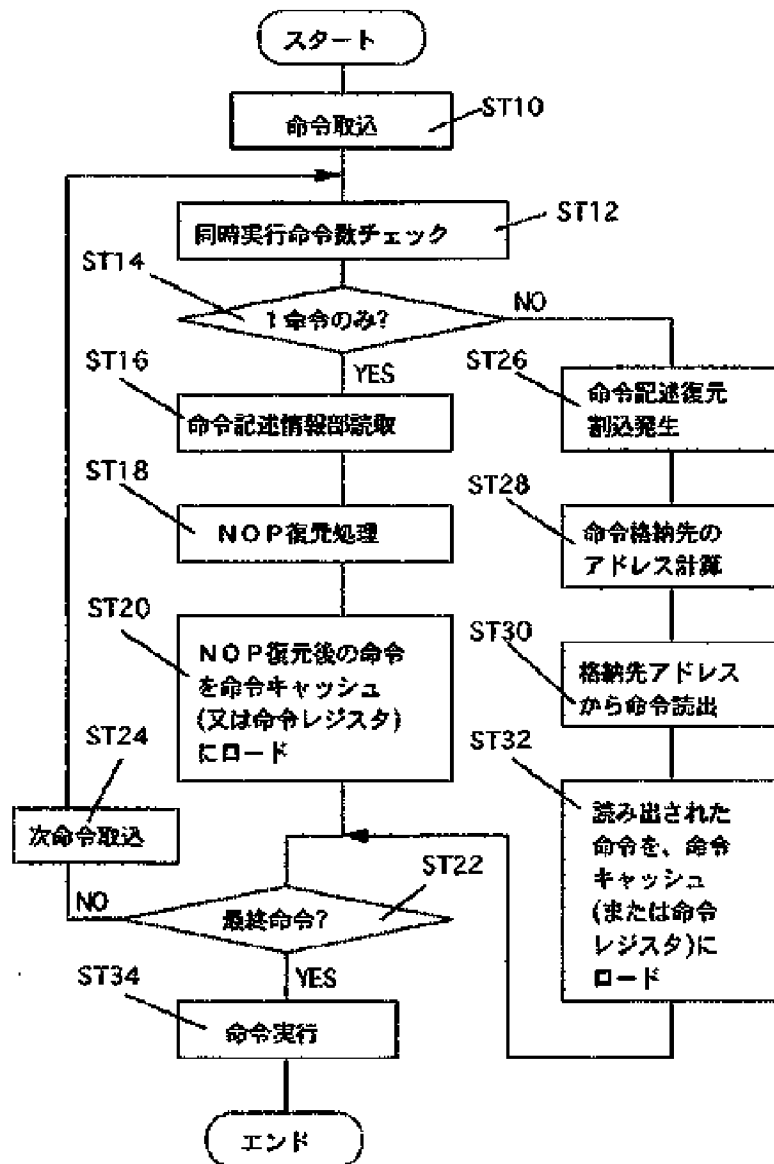 スタート
命令取込
ST10
同時実行命令数チェック
ST12
ST14
1命令のみ?
NO
YES
ST16
命令記述情報部読取
ST18
NOP復元処理
ST20
NOP復元後の命令
を命令キャッシュ
(又は命令レジスタ)
にロード
ST24
次命令取込
ST26
命令記述復元
割込発生
ST28
命令格納先の
アドレス計算
ST30
格納先アドレス
から命令読出
ST32
読み出された
命令を、命令
キャッシュ
(または命令
レジスタ)に
ロード
ST22
最終命令?
NO
YES
ST34
命令実行
エンド